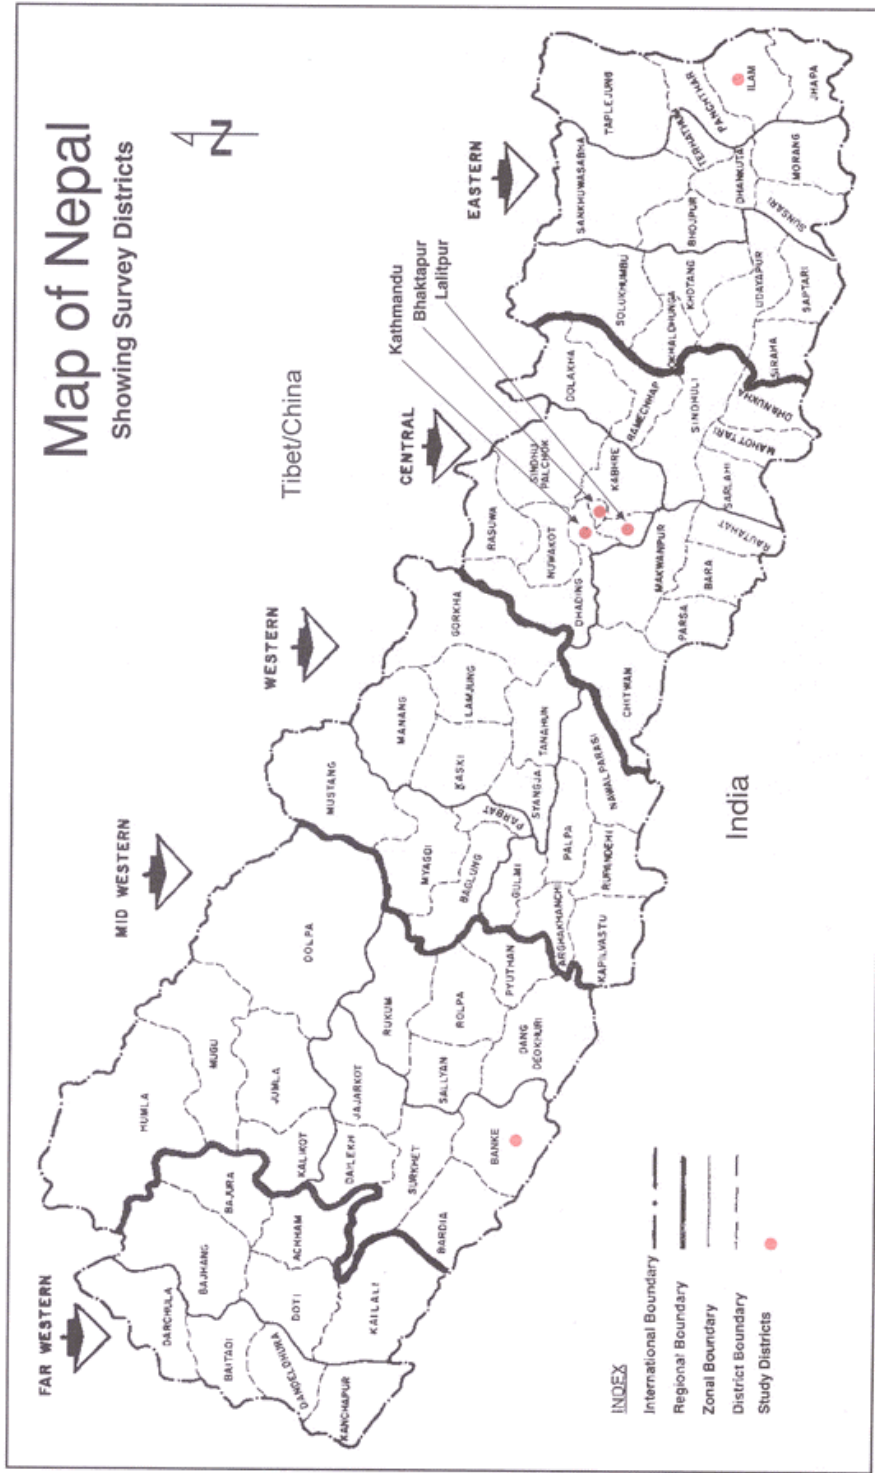 Map of Nepal
Showing Survey Districts
N
Tibet/China
India
FAR WESTERN
MID WESTERN
WESTERN
CENTRAL
EASTERN
Kathmandu
Bhaktapur
Lalitpur
DARCHULA
BAITADI
DANDELDHURA
KANCHAPUR
BAJHANG
BAJURA
DOTI
ACHHAM
KAILALI
HUMLA
MUGU
JUMLA
KALIKOT
DOLPA
JAJARKOT
DAILEKH
SURKHET
BARDIA
BANKE
RUKUM
ROLPA
SALLYAN
PYUTHAN
DANG
DEOKHURI
MUSTANG
MANANG
GORKHA
LAMJUNG
KASKI
MYAGDI
BAGLUNG
PARBAT
SYANGJA
TANAHUN
GULMI
PALPA
ARGHAKHANCHI
NAWALPARASI
RUPANDEHI
KAPILVASTU
RASUWA
NUWAKOT
SINDHU
PALCHOK
DHADING
KABHRE
DOLAKHA
RAMECHHAP
SINDHULI
MAKWANPUR
CHITWAN
PARSA
BARA
RAUTAHAT
SARLAHI
MAHOTTARI
DHANUKHA
TAPLEJUNG
SANKHUWASABHA
SOLUKHUMBU
PANCHTHAR
TERHATHAM
ILAM
JHAPA
DHANKUTA
MORANG
SUNSARI
BHOJPUR
KHOTANG
OKHALDHUNGA
UDAYAPUR
SAPTARI
SIRAHA
INDEX
International Boundary
Regional Boundary
Zonal Boundary
District Boundary
Study Districts